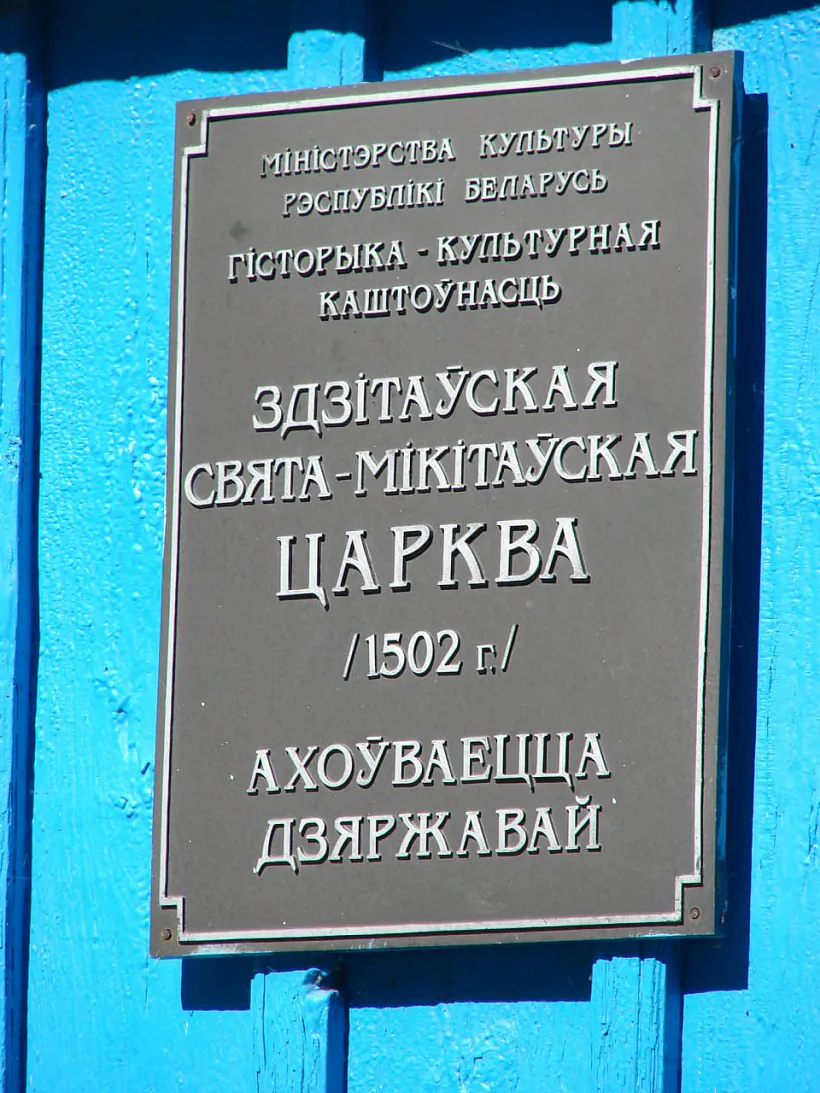 МІНІСТЭРСТВА КУЛЬТУРЫ
РЭСПУБЛІКІ БЕЛАРУСЬ
ГІСТОРЫКА - КУЛЬТУРНАЯ
КАШТОЎНАСЦЬ
ЗДЗІТАЎСКАЯ
СВЯТА-МІКІТАЎСКАЯ
ЦАРКВА
/1502 г./
АХОЎВАЕЦЦА
ДЗЯРЖАВАЙ